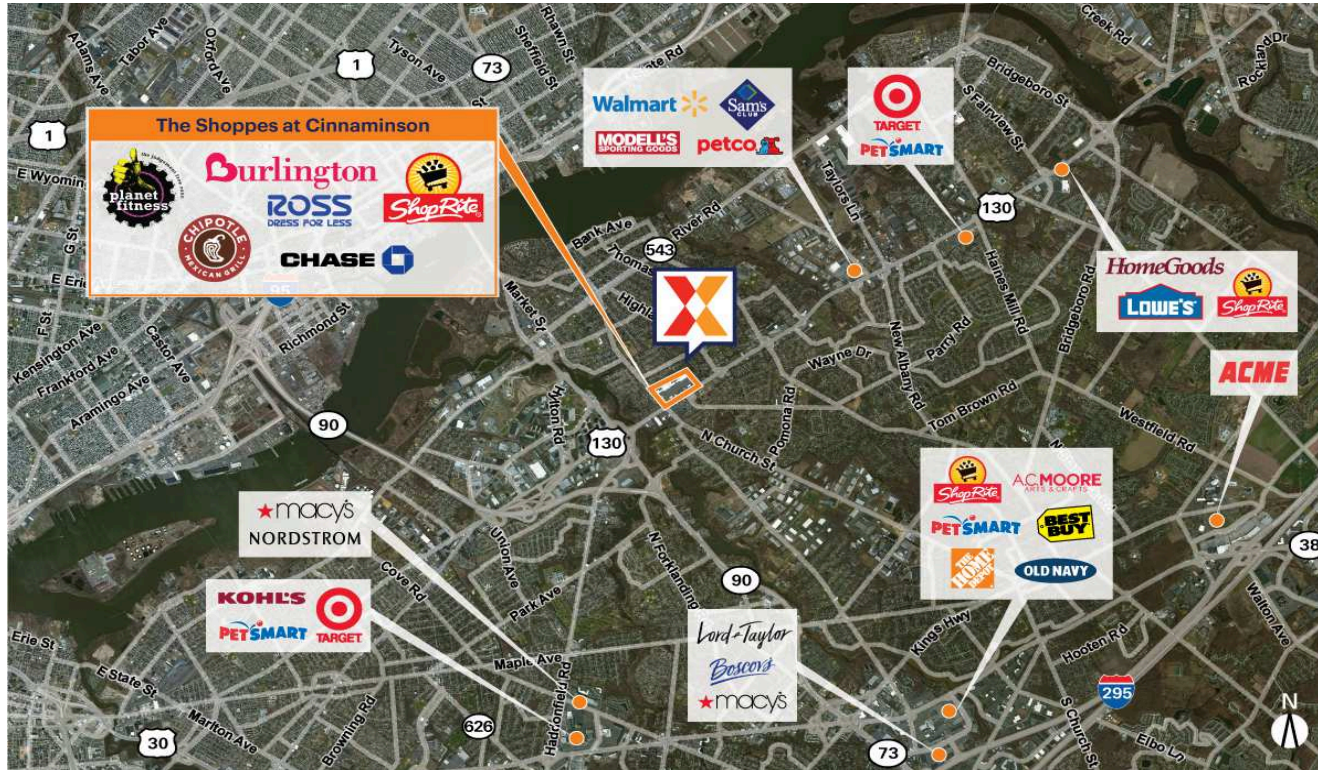 Tabor Ave
Adams Ave
Oxford Ave
1
Tyson Ave
73
Sheffield St
Rhawn St
Creek Rd
Rockland Dr
1
The Shoppes at Cinnaminson
planet
fitness
Burlington
ROSS
DRESS FOR LESS
ShopRite
CHIPOTLE
MEXICAN GRILL
CHASE
Walmart
Sam's
CLUB
MODELL'S
SPORTING GOODS
petco
TARGET
PETSMART
Bridgeboro St
S Fairview St
Taylors Ln
130
HomeGoods
LOWE'S
ShopRite
Bank Ave
River Rd
543
Haines Mill Rd
Bridgeboro Rd
G St
F St
95
Richmond St
Market St
Kensington Ave
Frankford Ave
Castor Ave
Aramingo Ave
Wayne Dr
New Albany Rd
Parry Rd
Tom Brown Rd
ACME
Westfield Rd
90
Hylton Rd
130
N Church St
Pomona Rd
macy's
NORDSTROM
ShopRite
A.C.MOORE
ARTS & CRAFTS
PETSMART
BEST
BUY
THE
HOME
DEPOT
OLD NAVY
38
Cove Rd
Union Ave
Park Ave
90
KOHL'S
PETSMART
TARGET
Lord & Taylor
Boscov's
macy's
Kings Hwy
Hooten Rd
Walton Ave
Erie St
E State St
Marlton Ave
30
Browning Rd
626
Maple Ave
Haddonfield Rd
73
S Church St
295
Elbo Ln
N